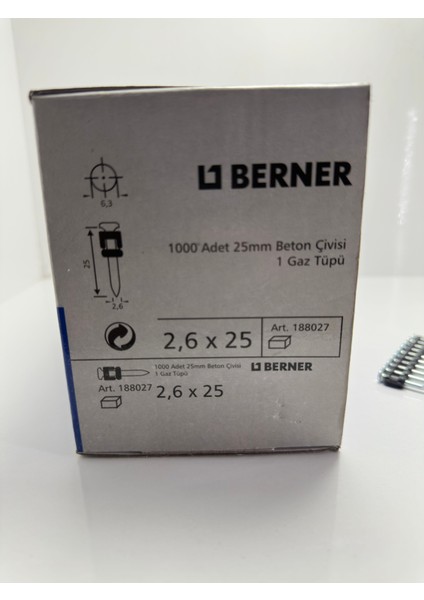 BERNER
6,3
1000 Adet 25mm Beton Çivisi
1 Gaz Tüpü
25
2,6
2,6 x 25
Art. 188027
1000 Adet 25mm Beton Çivisi
1 Gaz Tüpü
BERNER
Art. 188027
2,6 x 25